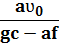 aυ₀
gc − af